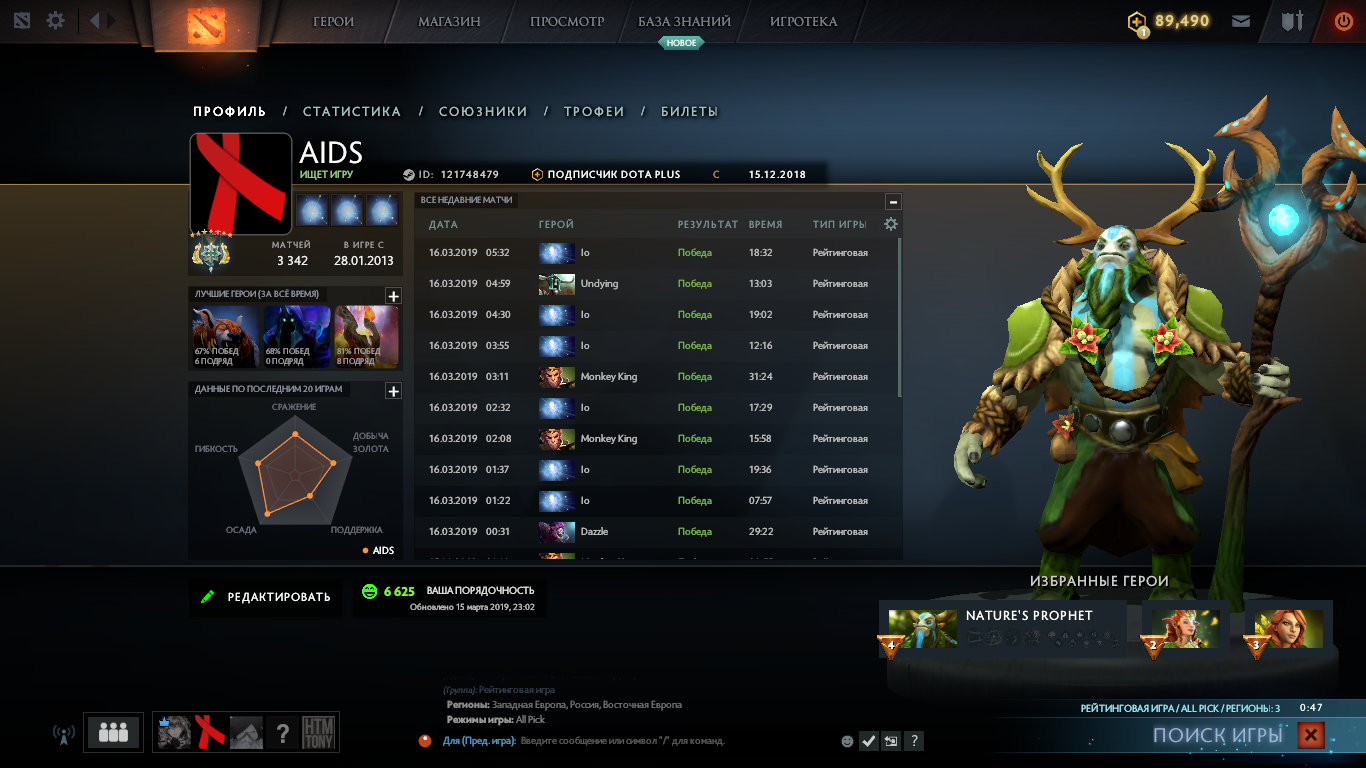 ГЕРОИ
МАГАЗИН
ПРОСМОТР
БАЗА ЗНАНИЙ
НОВОЕ
ИГРОТЕКА
1
89,490
ПРОФИЛЬ / СТАТИСТИКА / СОЮЗНИКИ / ТРОФЕИ / БИЛЕТЫ
AIDS
ИЩЕТ ИГРУ
ID: 121748479
ПОДПИСЧИК DOTA PLUS С 15.12.2018
МАТЧЕЙ
3 342
В ИГРЕ С
28.01.2013
ЛУЧШИЕ ГЕРОИ (ЗА ВСЁ ВРЕМЯ)
67% ПОБЕД
6 ПОДРЯД
68% ПОБЕД
0 ПОДРЯД
81% ПОБЕД
8 ПОДРЯД
ДАННЫЕ ПО ПОСЛЕДНИМ 20 ИГРАМ
СРАЖЕНИЕ
ГИБКОСТЬ
ДОБЫЧА
ЗОЛОТА
ОСАДА
ПОДДЕРЖКА
AIDS
ВСЕ НЕДАВНИЕ МАТЧИ
ДАТА ГЕРОЙ РЕЗУЛЬТАТ ВРЕМЯ ТИП ИГРЫ
16.03.2019 05:32 Io Победа 18:32 Рейтинговая
16.03.2019 04:59 Undying Победа 13:03 Рейтинговая
16.03.2019 04:30 Io Победа 19:02 Рейтинговая
16.03.2019 03:55 Io Победа 12:16 Рейтинговая
16.03.2019 03:11 Monkey King Победа 31:24 Рейтинговая
16.03.2019 02:32 Io Победа 17:29 Рейтинговая
16.03.2019 02:08 Monkey King Победа 15:58 Рейтинговая
16.03.2019 01:37 Io Победа 19:36 Рейтинговая
16.03.2019 01:22 Io Победа 07:57 Рейтинговая
16.03.2019 00:31 Dazzle Победа 29:22 Рейтинговая
РЕДАКТИРОВАТЬ
6 625 ВАША ПОРЯДОЧНОСТЬ
Обновлено 15 марта 2019, 23:02
ИЗБРАННЫЕ ГЕРОИ
NATURE'S PROPHET
4
2
3
(Группа): Рейтинговая игра
Регионы: Западная Европа, Россия, Восточная Европа
Режимы игры: All Pick
Для (Пред. игра): Введите сообщение или символ "/" для команд.
?
?
HTM
TONY
РЕЙТИНГОВАЯ ИГРА / ALL PICK / РЕГИОНЫ: 3 0:47
ПОИСК ИГРЫ